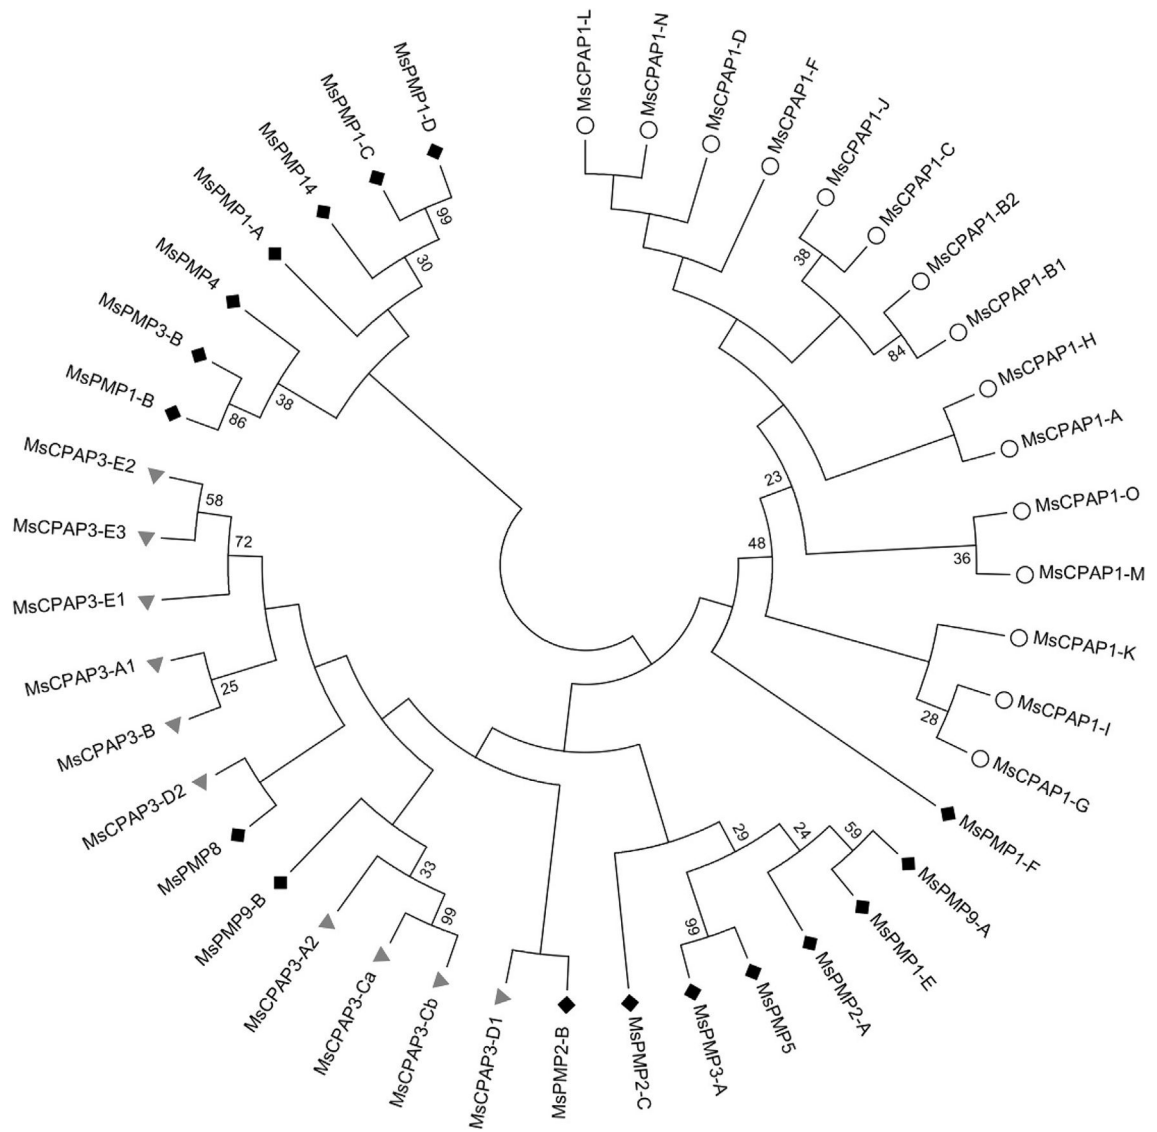 MsCPAP1-L
MsCPAP1-N
MsCPAP1-D
MsCPAP1-F
MsCPAP1-J
MsCPAP1-C
38
MsCPAP1-B2
MsCPAP1-B1
84
MsCPAP1-H
MsCPAP1-A
23
MsCPAP1-O
36
MsCPAP1-M
48
MsCPAP1-K
MsCPAP1-I
28
MsCPAP1-G
MsPMP1-F
MsPMP9-A
59
MsPMP1-E
24
MsPMP2-A
29
MsPMP5
99
MsPMP3-A
MsPMP2-C
MsPMP2-B
MsCPAP3-D1
MsCPAP3-Cb
99
MsCPAP3-Ca
33
MsCPAP3-A2
MsPMP9-B
MsPMP8
MsCPAP3-D2
MsCPAP3-B
25
MsCPAP3-A1
MsCPAP3-E1
72
MsCPAP3-E3
58
MsCPAP3-E2
MsPMP1-B
86
MsPMP3-B
38
MsPMP4
MsPMP1-A
MsPMP14
30
MsPMP1-C
99
MsPMP1-D